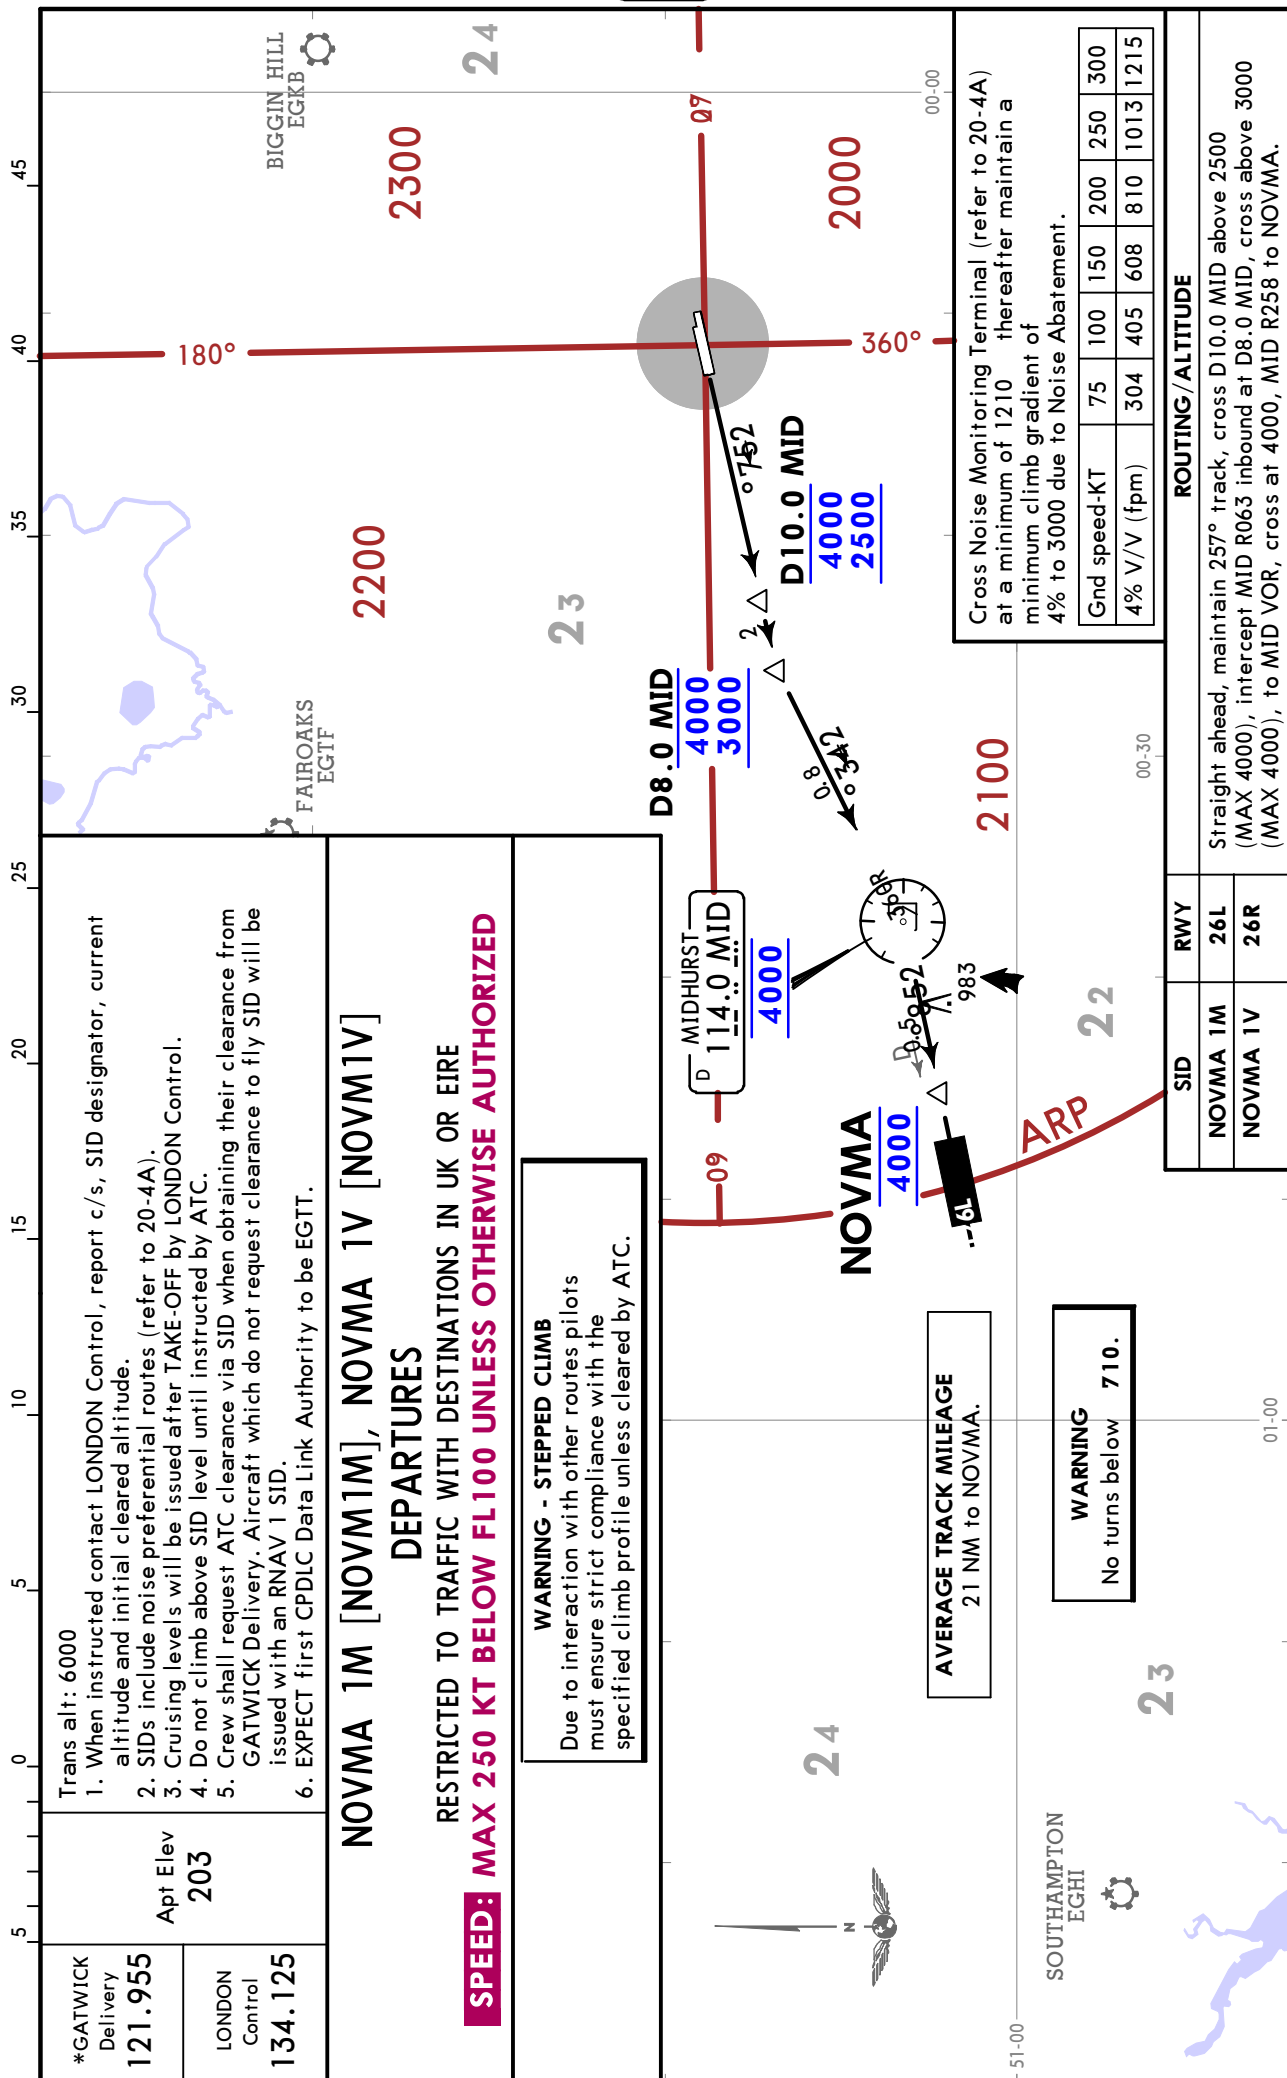 *GATWICK
Delivery
121.955
LONDON
Control
134.125
Apt Elev
203
Trans alt: 6000
1. When instructed contact LONDON Control, report c/s, SID designator, current
altitude and initial cleared altitude.
2. SIDs include noise preferential routes (refer to 20-4A).
3. Cruising levels will be issued after TAKE-OFF by LONDON Control.
4. Do not climb above SID level until instructed by ATC.
5. Crew shall request ATC clearance via SID when obtaining their clearance from
GATWICK Delivery. Aircraft which do not request clearance to fly SID will be
issued with an RNAV 1 SID.
6. EXPECT first CPDLC Data Link Authority to be EGTT.
NOVMA 1M [NOVM1M], NOVMA 1V [NOVM1V]
DEPARTURES
RESTRICTED TO TRAFFIC WITH DESTINATIONS IN UK OR EIRE
SPEED: MAX 250 KT BELOW FL100 UNLESS OTHERWISE AUTHORIZED
WARNING - STEPPED CLIMB
Due to interaction with other routes pilots
must ensure strict compliance with the
specified climb profile unless cleared by ATC.
5 0 5 10 15 20 25 30 35 40 45
BIGGIN HILL
EGKB
FAIROAKS
EGTF
24
2300
2200
23
180°
360°
09
2000
D10.0 MID
4000
2500
257°
2
D8.0 MID
4000
3000
0.8
MIDHURST
D 114.0 MID
4000
2100
983
22
09
NOVMA
4000
ARP
6L
AVERAGE TRACK MILEAGE
21 NM to NOVMA.
WARNING
No turns below 710.
24
23
N
SOUTHAMPTON
EGHI
51-00
01-00
00-30
00-00
Cross Noise Monitoring Terminal (refer to 20-4A)
at a minimum of 1210 thereafter maintain a
minimum climb gradient of
4% to 3000 due to Noise Abatement.
Gnd speed-KT 75 100 150 200 250 300
4% V/V (fpm) 304 405 608 810 1013 1215
SID RWY ROUTING/ALTITUDE
NOVMA 1M 26L
NOVMA 1V 26R
Straight ahead, maintain 257° track, cross D10.0 MID above 2500
(MAX 4000), intercept MID R063 inbound at D8.0 MID, cross above 3000
(MAX 4000), to MID VOR, cross at 4000, MID R258 to NOVMA.